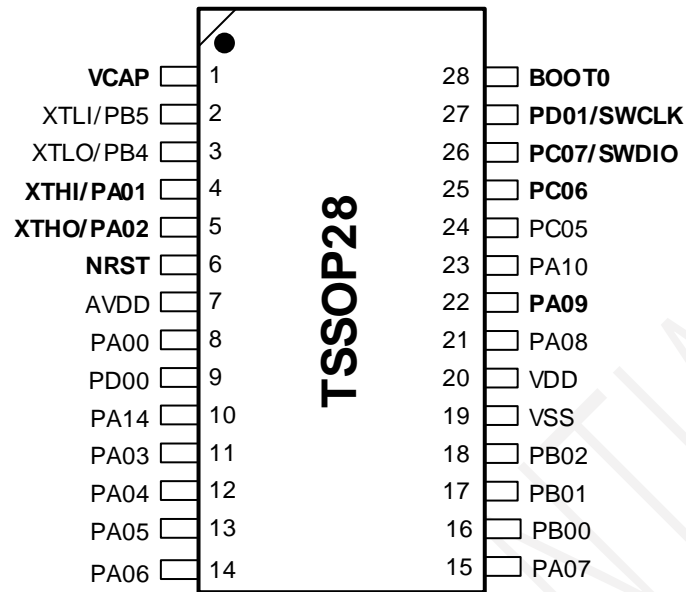 VCAP 1 28 BOOT0
XTLI/PB5 2 27 PD01/SWCLK
XTLO/PB4 3 26 PC07/SWDIO
XTHI/PA01 4 25 PC06
XTHO/PA02 5 24 PC05
NRST 6 23 PA10
AVDD 7 22 PA09
PA00 8 21 PA08
PD00 9 20 VDD
PA14 10 19 VSS
PA03 11 18 PB02
PA04 12 17 PB01
PA05 13 16 PB00
PA06 14 15 PA07
TSSOP28